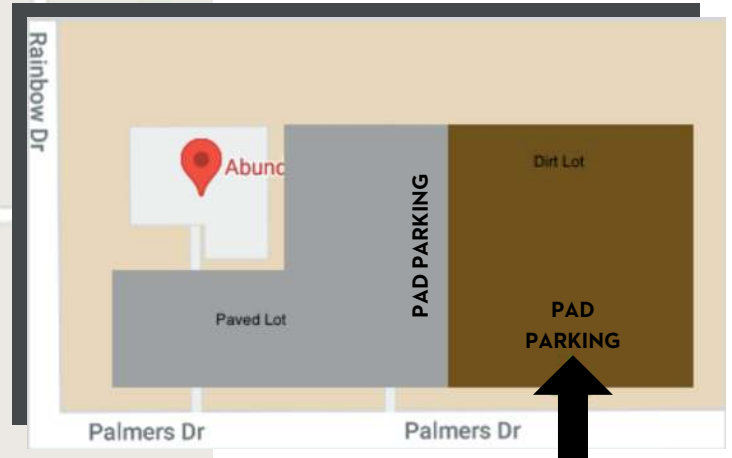 Rainbow Dr
Abund
PAD PARKING
Dirt Lot
Paved Lot
PAD
PARKING
Palmers Dr
Palmers Dr